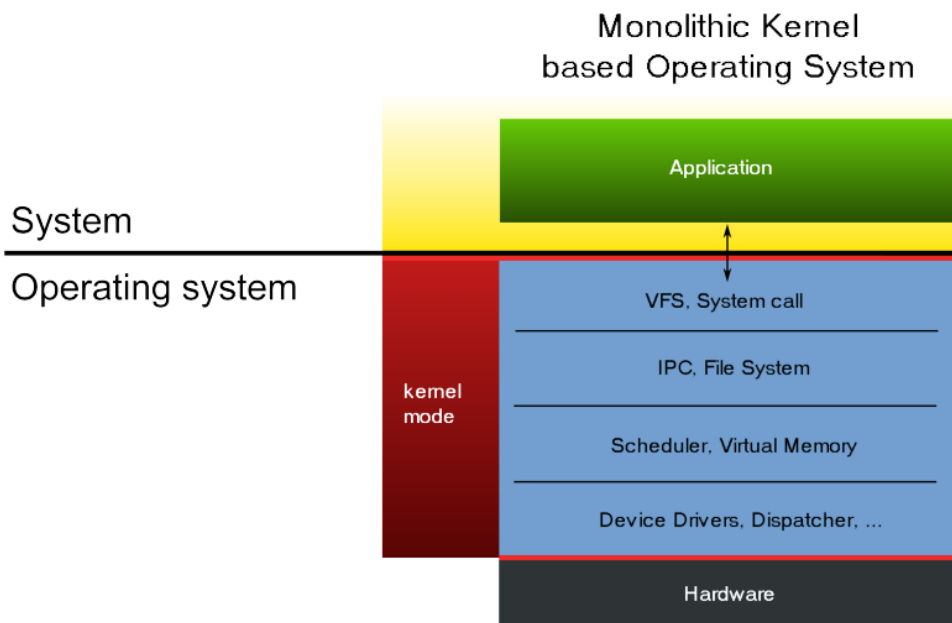 Monolithic Kernel
based Operating System
Application
System
Operating system
VFS, System call
IPC, File System
kernel
mode
Scheduler, Virtual Memory
Device Drivers, Dispatcher, ...
Hardware